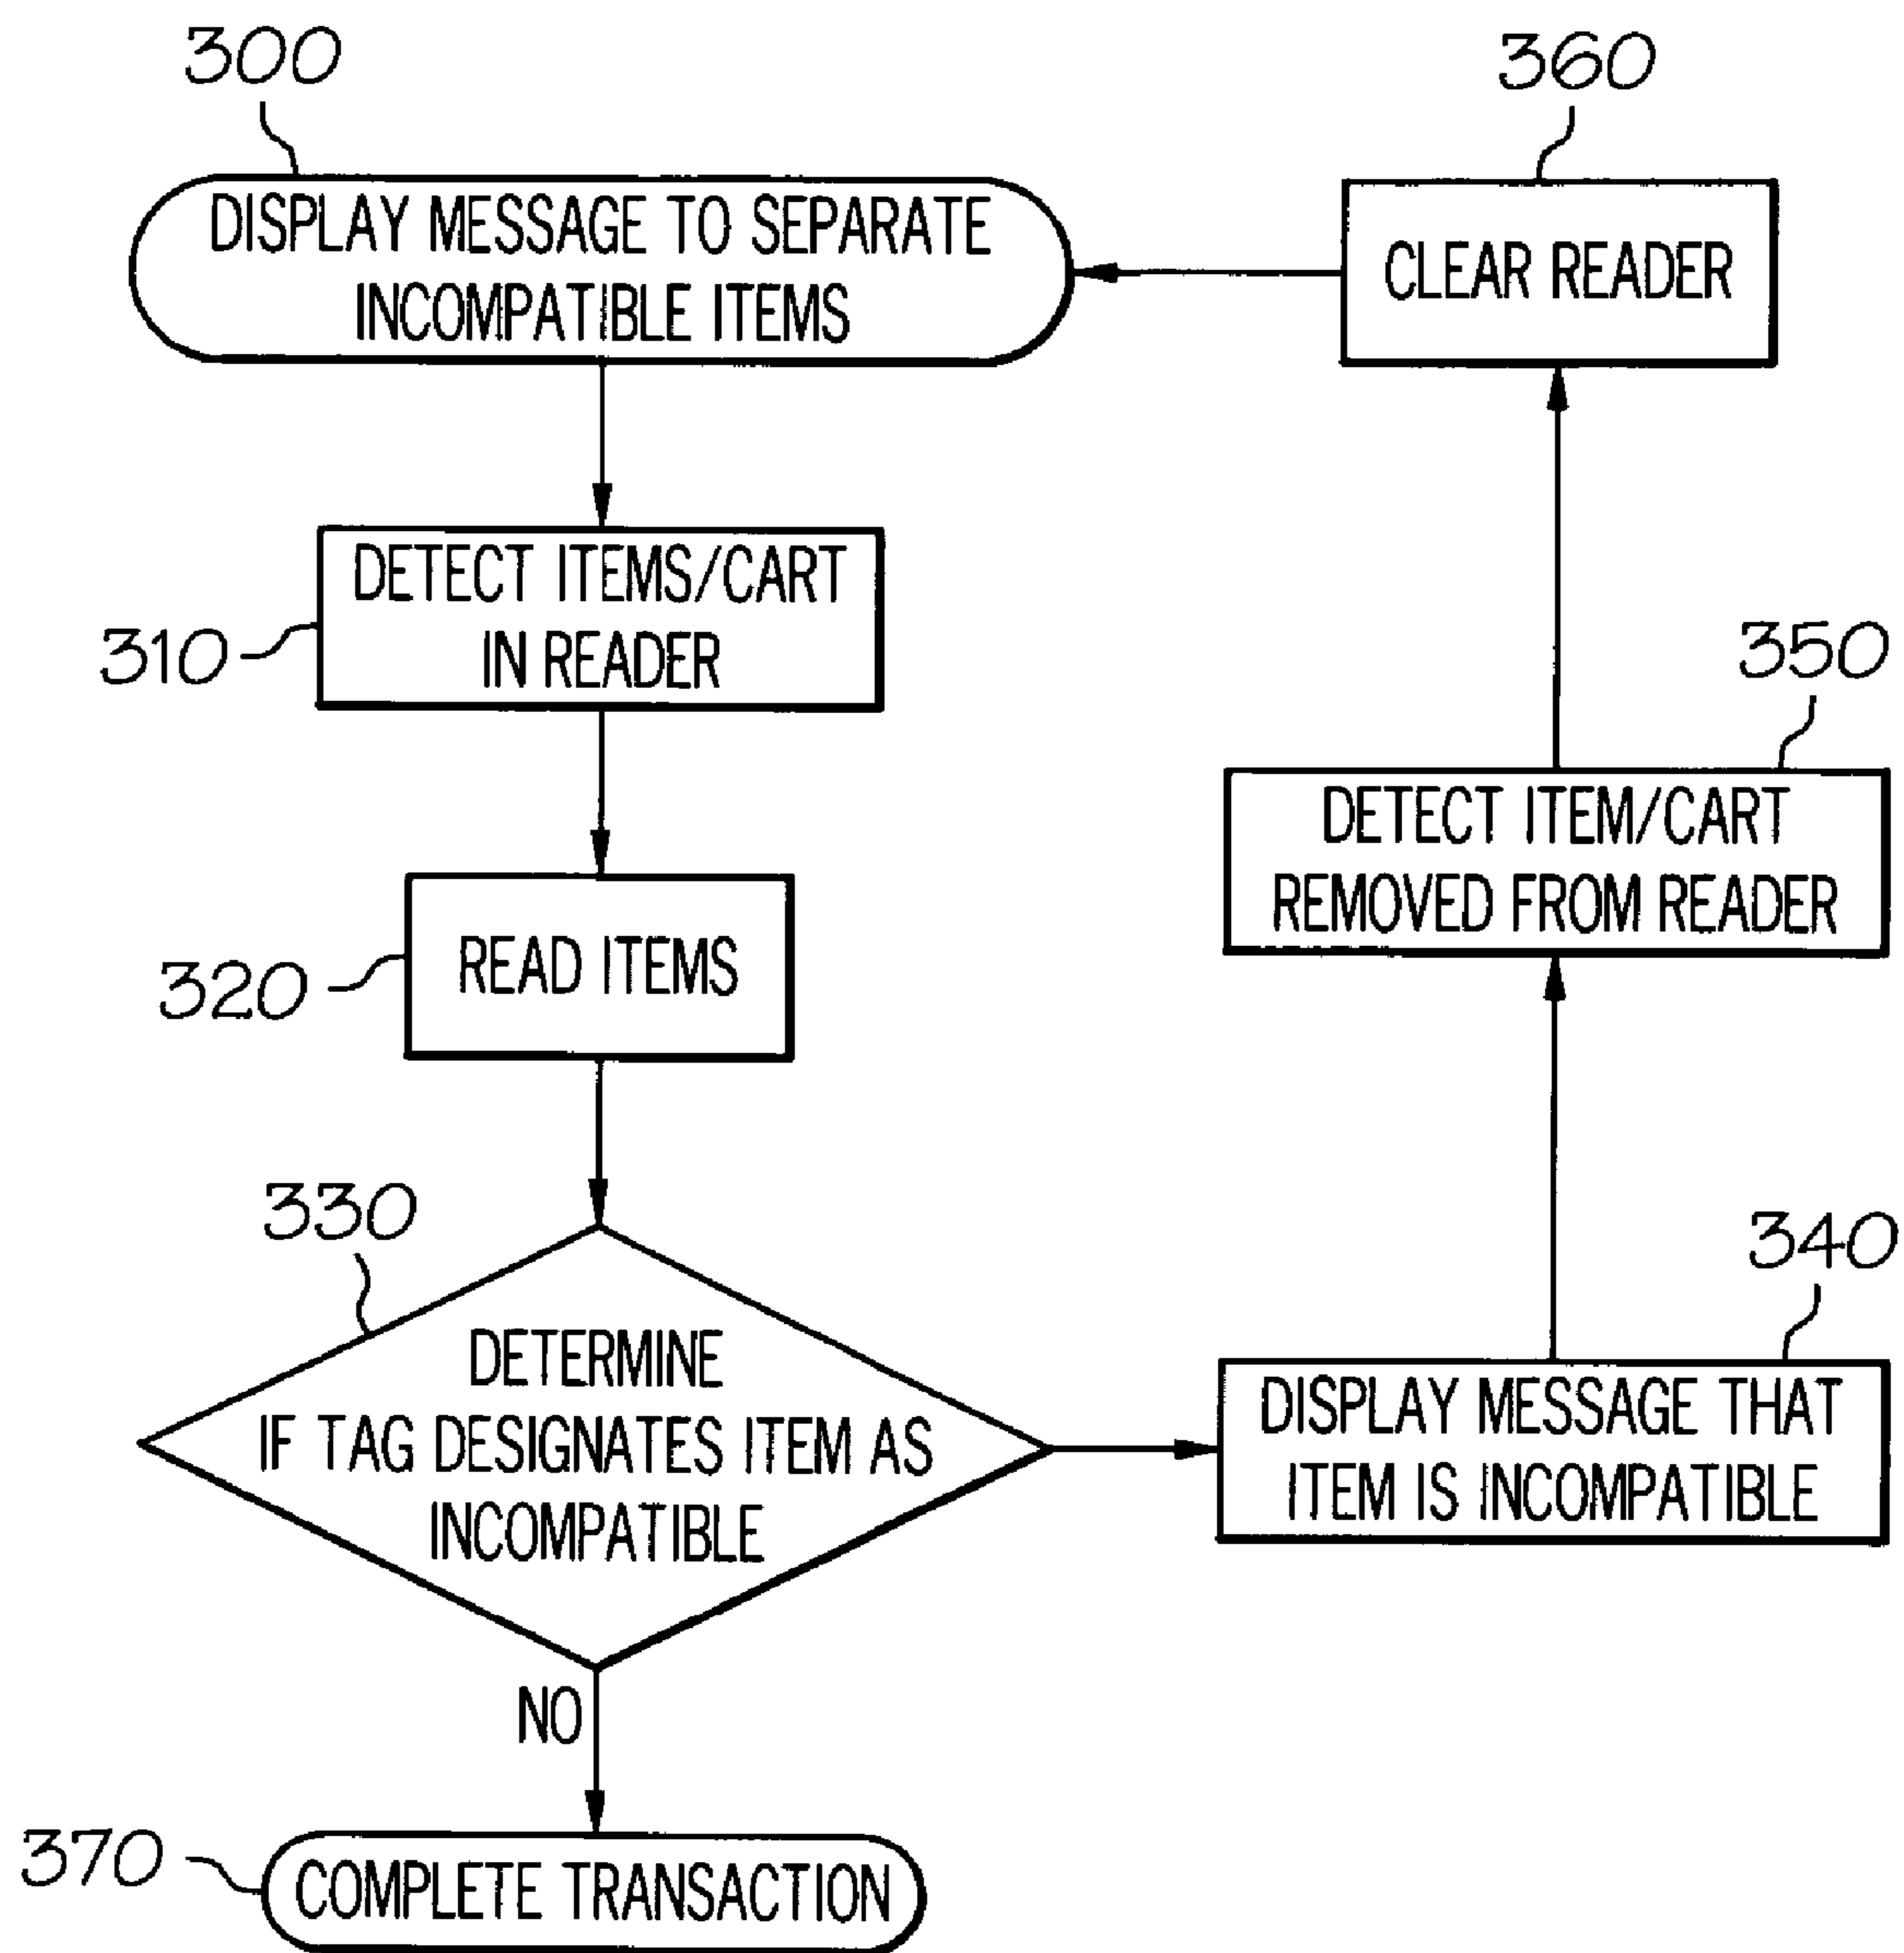 300
DISPLAY MESSAGE TO SEPARATE
INCOMPATIBLE ITEMS
360
CLEAR READER
310
DETECT ITEMS/CART
IN READER
350
DETECT ITEM/CART
REMOVED FROM READER
320
READ ITEMS
330
DETERMINE
IF TAG DESIGNATES ITEM AS
INCOMPATIBLE
340
DISPLAY MESSAGE THAT
ITEM IS INCOMPATIBLE
NO
370
COMPLETE TRANSACTION